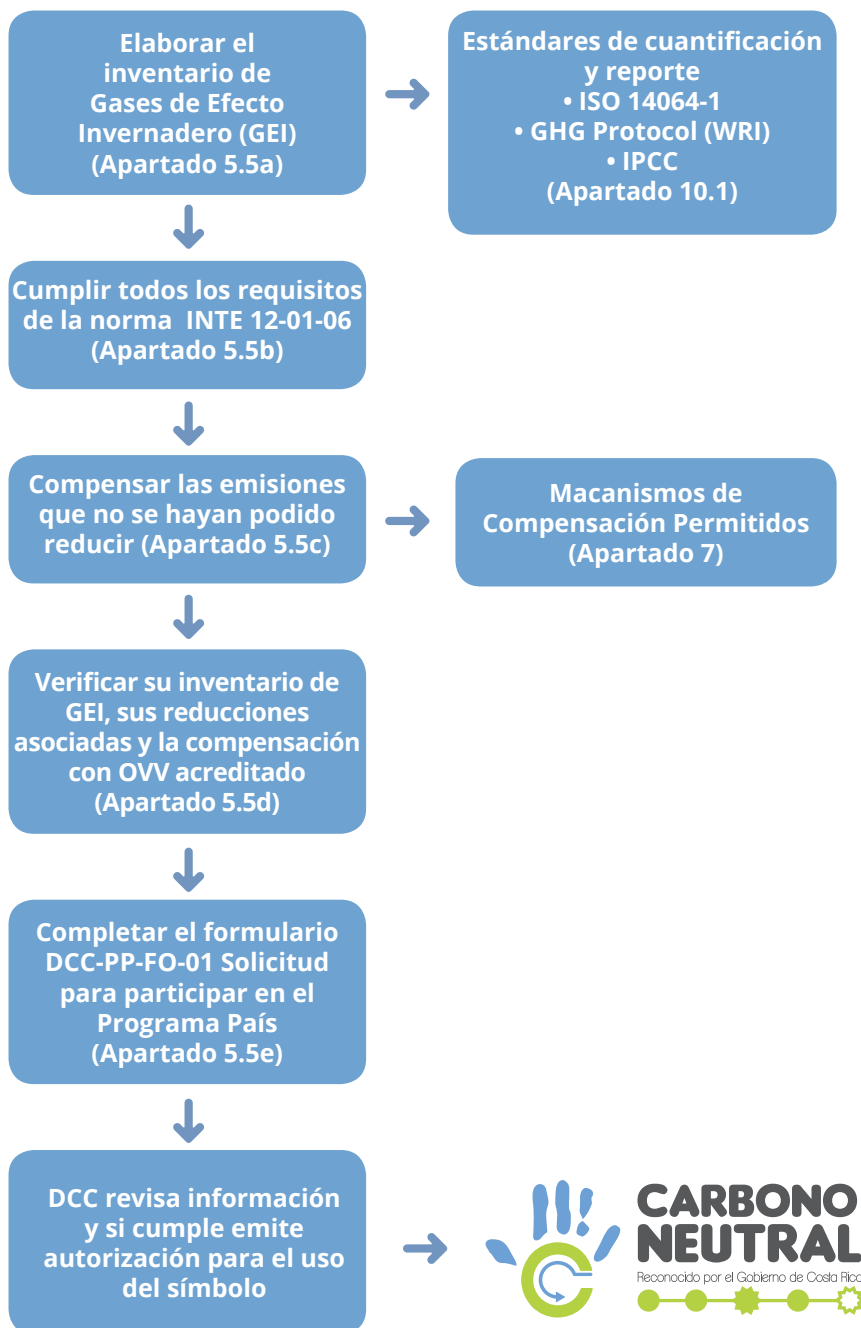 Elaborar el
inventario de
Gases de Efecto
Invernadero (GEI)
(Apartado 5.5a)
Estándares de cuantificación
y reporte
• ISO 14064-1
• GHG Protocol (WRI)
• IPCC
(Apartado 10.1)
Cumplir todos los requisitos
de la norma INTE 12-01-06
(Apartado 5.5b)
Compensar las emisiones
que no se hayan podido
reducir (Apartado 5.5c)
Macanismos de
Compensación Permitidos
(Apartado 7)
Verificar su inventario de
GEI, sus reducciones
asociadas y la compensación
con OVV acreditado
(Apartado 5.5d)
Completar el formulario
DCC-PP-FO-01 Solicitud
para participar en el
Programa País
(Apartado 5.5e)
DCC revisa información
y si cumple emite
autorización para el uso
del símbolo
CARBONO
NEUTRAL
Reconocido por el Gobierno de Costa Rica